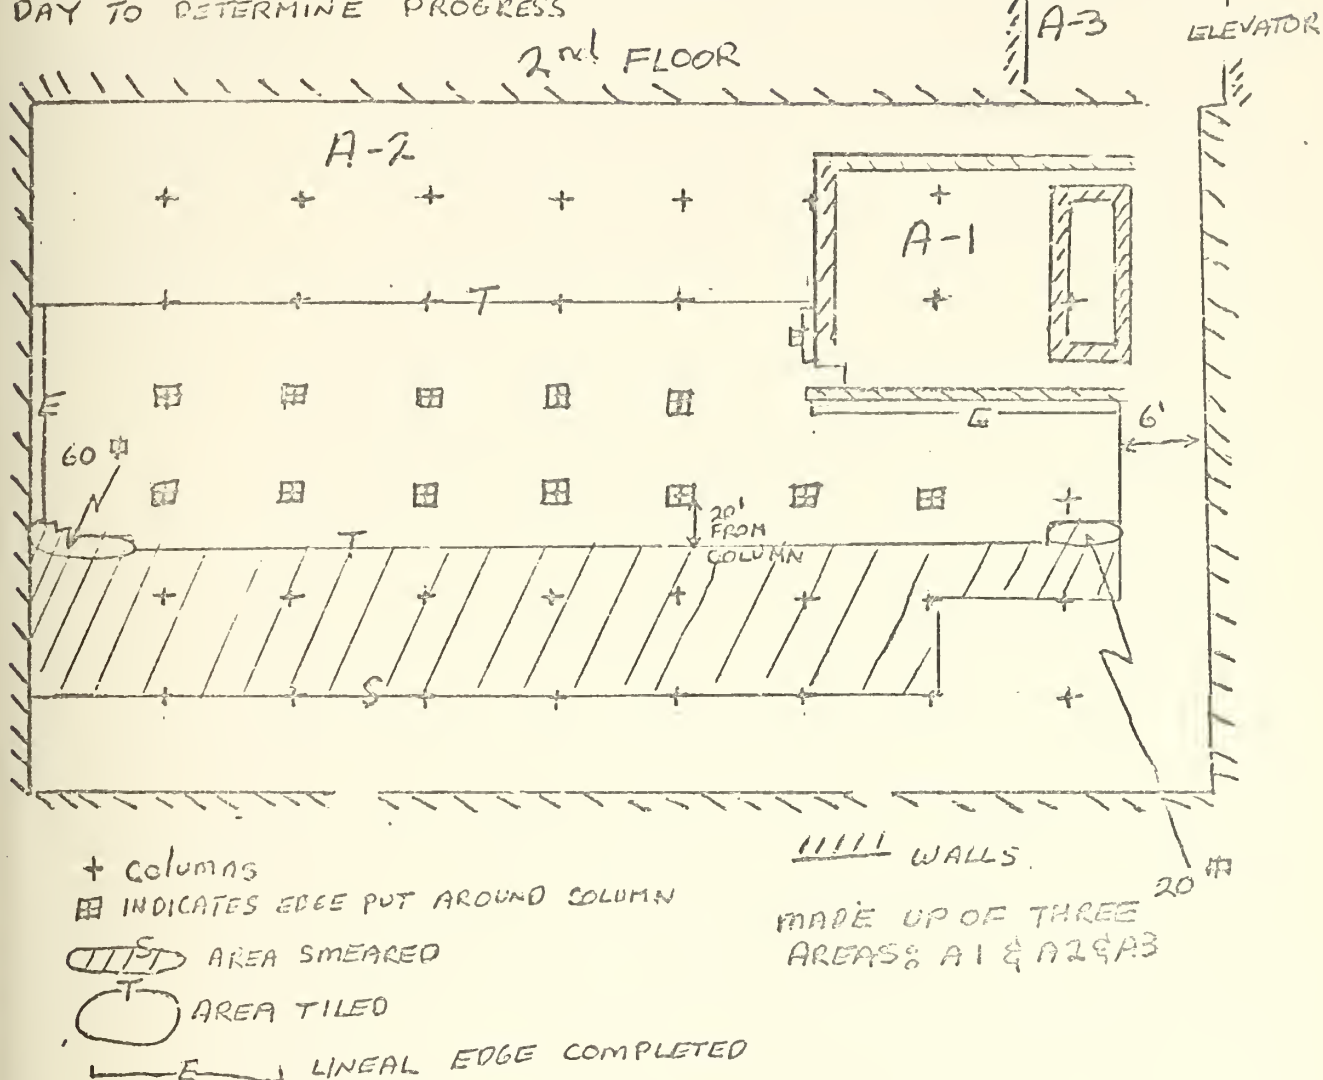 DAY TO DETERMINE PROGRESS
A-3
ELEVATOR
2nd FLOOR
A-2
A-1
T
E
6'
60
20'
FROM
COLUMN
T
S
+ Columns
INDICATES EDGE PUT AROUND COLUMN
S AREA SMEARED
T AREA TILED
E LINEAL EDGE COMPLETED
WALLS.
20
MADE UP OF THREE
AREAS: A1 & A2 & A3